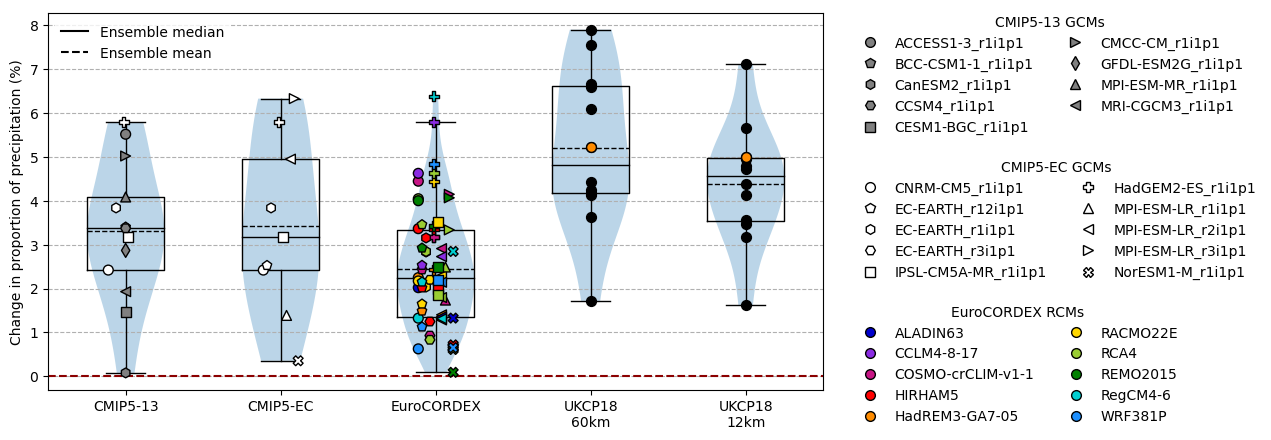 Change in proportion of precipitation (%)
8
7
6
5
4
3
2
1
0
Ensemble median
Ensemble mean
CMIP5-13
CMIP5-EC
EuroCORDEX
UKCP18
60km
UKCP18
12km
CMIP5-13 GCMs
ACCESS1-3_r1i1p1
BCC-CSM1-1_r1i1p1
CanESM2_r1i1p1
CCSM4_r1i1p1
CESM1-BGC_r1i1p1
CMCC-CM_r1i1p1
GFDL-ESM2G_r1i1p1
MPI-ESM-MR_r1i1p1
MRI-CGCM3_r1i1p1
CMIP5-EC GCMs
CNRM-CM5_r1i1p1
EC-EARTH_r12i1p1
EC-EARTH_r1i1p1
EC-EARTH_r3i1p1
IPSL-CM5A-MR_r1i1p1
HadGEM2-ES_r1i1p1
MPI-ESM-LR_r1i1p1
MPI-ESM-LR_r2i1p1
MPI-ESM-LR_r3i1p1
NorESM1-M_r1i1p1
EuroCORDEX RCMs
ALADIN63
CCLM4-8-17
COSMO-crCLIM-v1-1
HIRHAM5
HadREM3-GA7-05
RACMO22E
RCA4
REMO2015
RegCM4-6
WRF381P